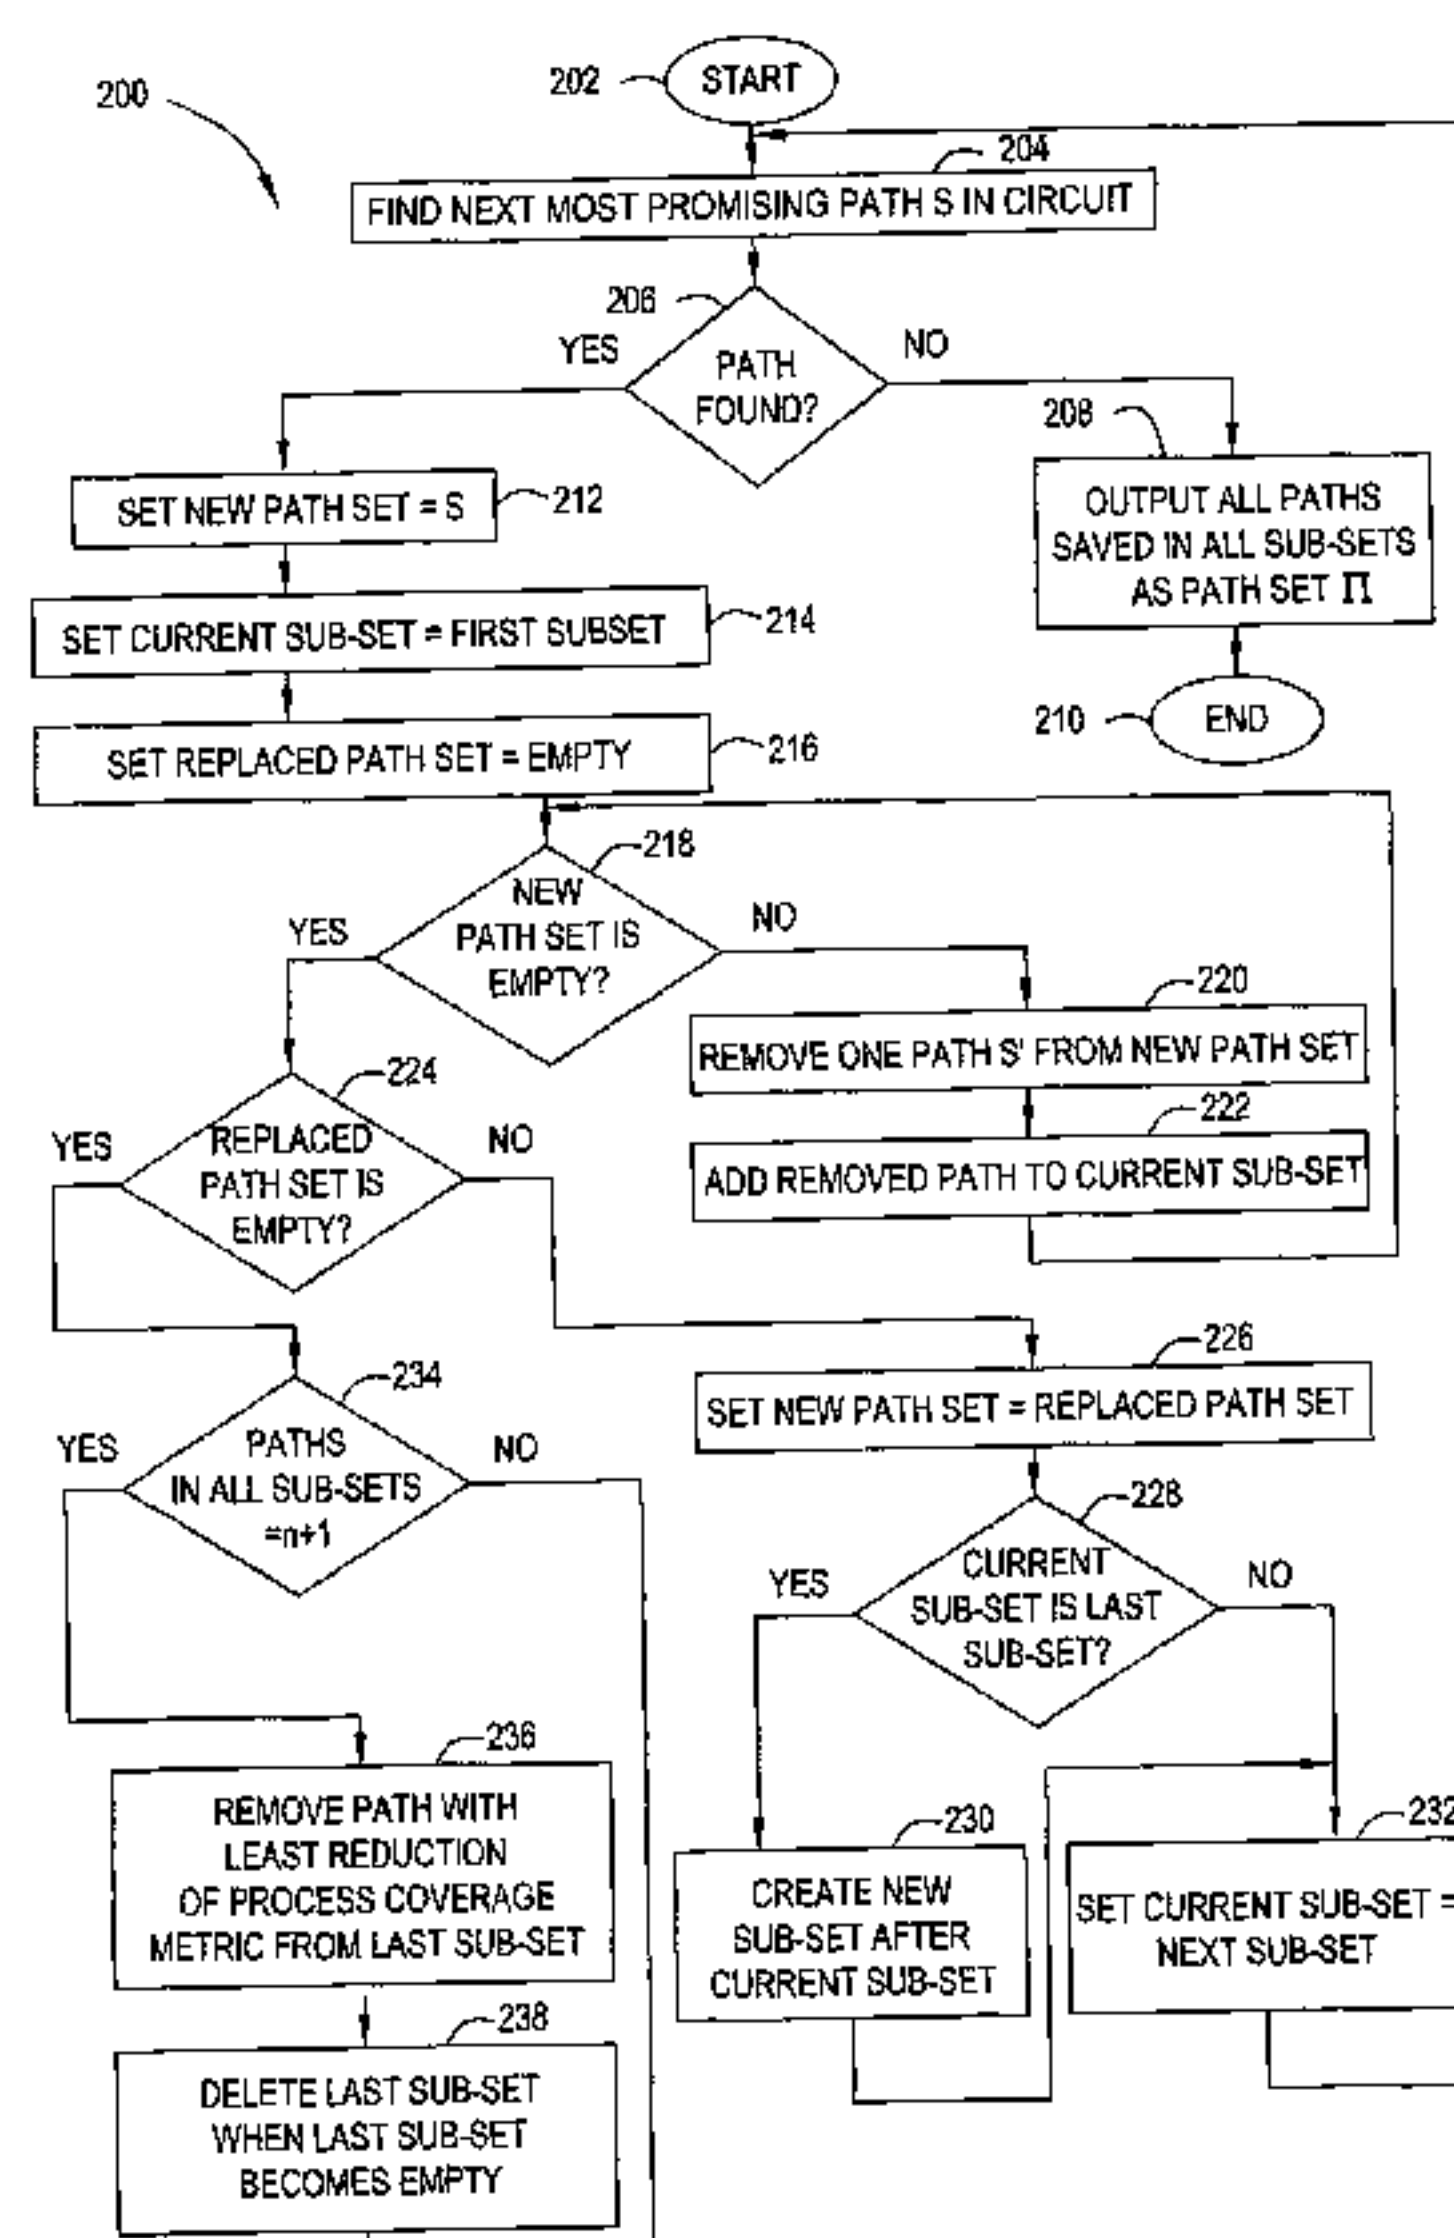 200
202
START
204
FIND NEXT MOST PROMISING PATH S IN CIRCUIT
206
YES
PATH
FOUND?
NO
208
OUTPUT ALL PATHS
SAVED IN ALL SUB-SETS
AS PATH SET Π
210
END
SET NEW PATH SET = S
212
SET CURRENT SUB-SET = FIRST SUBSET
214
SET REPLACED PATH SET = EMPTY
216
218
NEW
PATH SET IS
EMPTY?
YES
NO
220
REMOVE ONE PATH S' FROM NEW PATH SET
222
ADD REMOVED PATH TO CURRENT SUB-SET
224
YES
REPLACED
PATH SET IS
EMPTY?
NO
226
SET NEW PATH SET = REPLACED PATH SET
228
YES
CURRENT
SUB-SET IS LAST
SUB-SET?
NO
234
YES
PATHS
IN ALL SUB-SETS
=n+1
NO
230
CREATE NEW
SUB-SET AFTER
CURRENT SUB-SET
232
SET CURRENT SUB-SET =
NEXT SUB-SET
236
REMOVE PATH WITH
LEAST REDUCTION
OF PROCESS COVERAGE
METRIC FROM LAST SUB-SET
238
DELETE LAST SUB-SET
WHEN LAST SUB-SET
BECOMES EMPTY